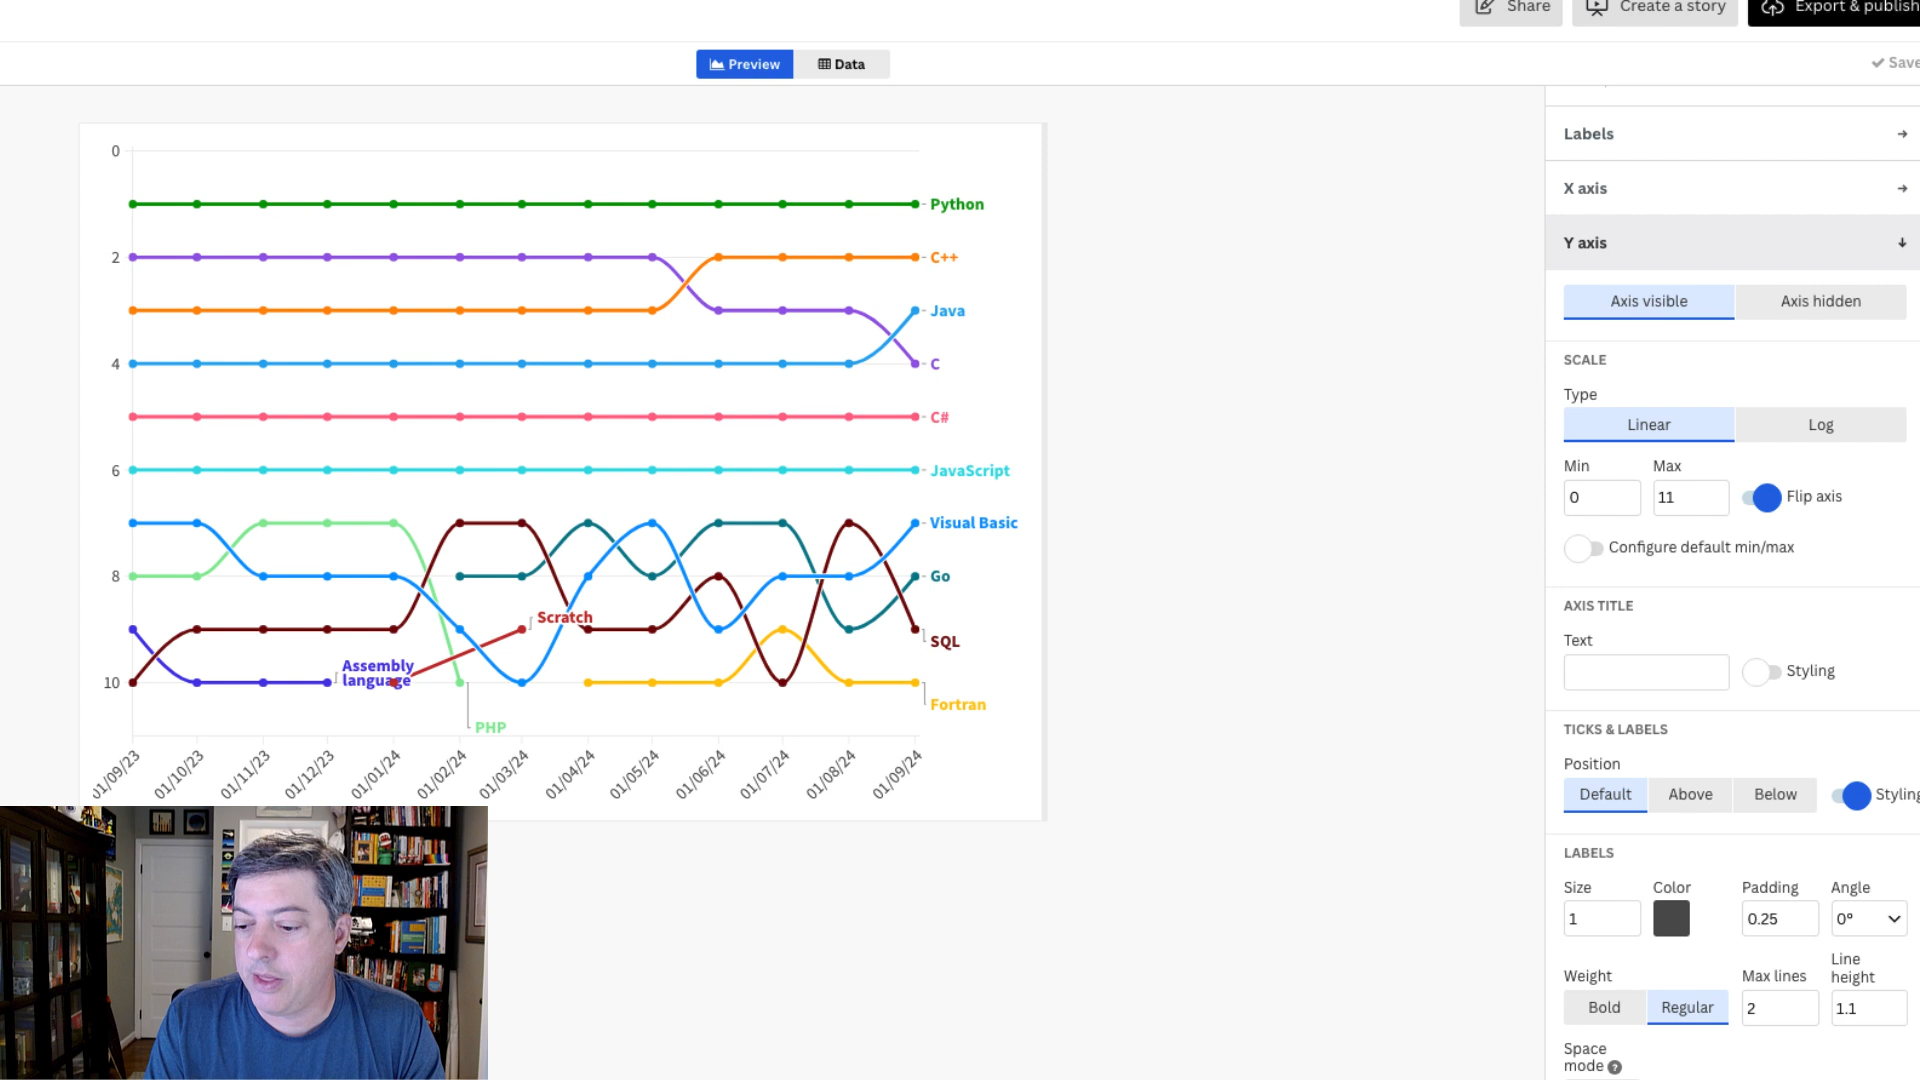 Share
Create a story
Export & publish
Preview
Data
Save
0
2
4
6
8
10
Python
C++
Java
C
C#
JavaScript
Visual Basic
Go
Scratch
SQL
Assembly
language
Fortran
PHP
01/09/23
01/10/23
01/11/23
01/12/23
01/01/24
01/02/24
01/03/24
01/04/24
01/05/24
01/06/24
01/07/24
01/08/24
01/09/24
Labels
X axis
Y axis
Axis visible
Axis hidden
SCALE
Type
Linear
Log
Min
Max
0
11
Flip axis
Configure default min/max
AXIS TITLE
Text
Styling
TICKS & LABELS
Position
Default
Above
Below
Styling
LABELS
Size
Color
Padding
Angle
1
0.25
0°
Weight
Max lines
Line
height
Bold
Regular
2
1.1
Space
mode ?